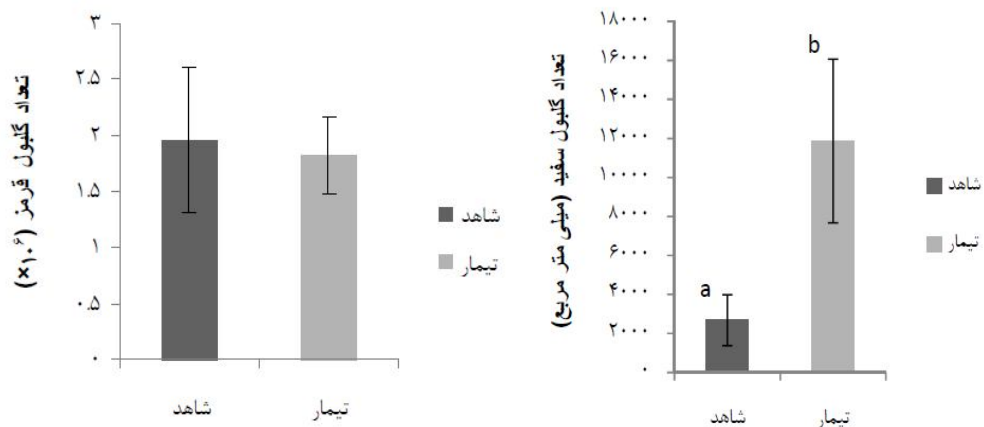 تعداد گلبول قرمز (×۱۰^۶)
۳
۲.۵
۲
۱.۵
۱
۰.۵
۰
شاهد
تیمار
شاهد
تیمار
تعداد گلبول سفید (میلی متر مربع)
۱۸۰۰۰
۱۶۰۰۰
۱۴۰۰۰
۱۲۰۰۰
۱۰۰۰۰
۸۰۰۰
۶۰۰۰
۴۰۰۰
۲۰۰۰
۰
a
b
شاهد
تیمار
شاهد
تیمار